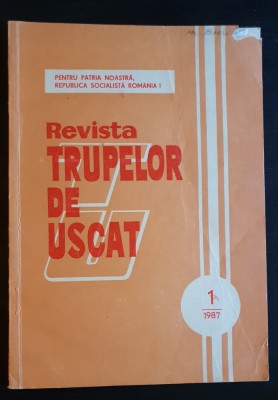 PENTRU PATRIA NOASTRĂ,
REPUBLICA SOCIALISTĂ ROMÂNIA !
Revista
TRUPELOR
DE
USCAT
1
1987